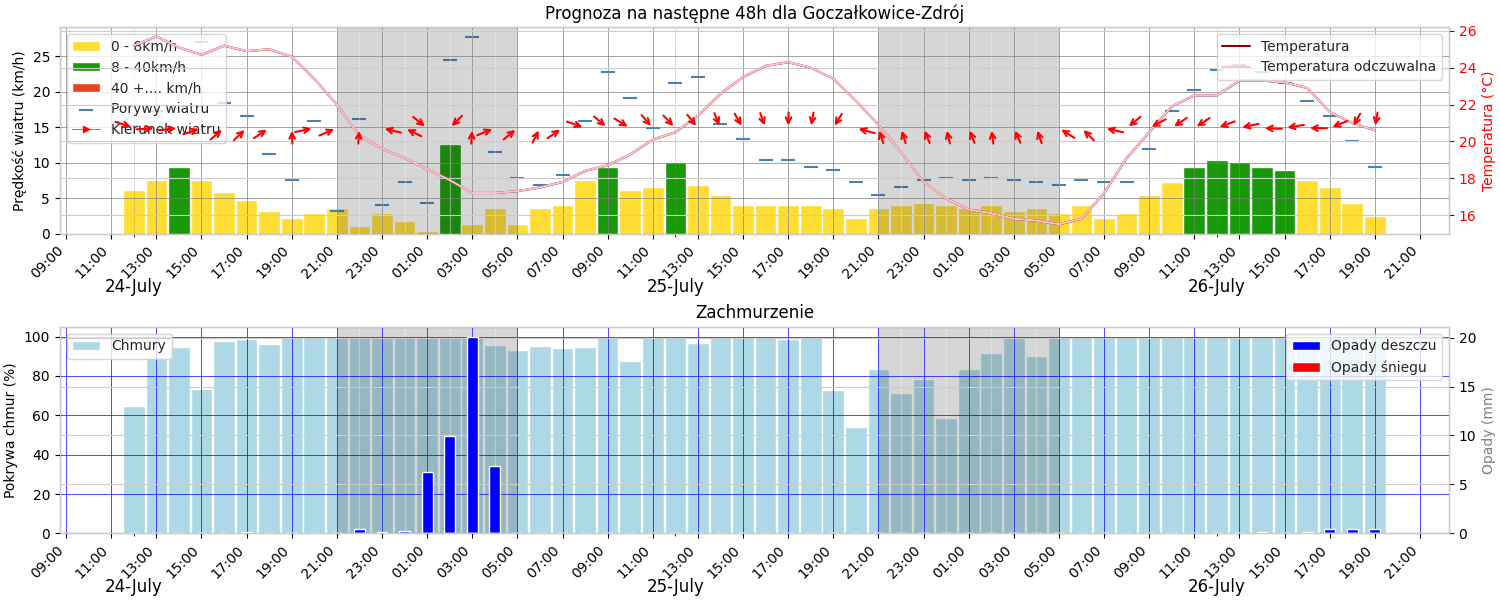 Prognoza na następne 48h dla Goczałkowice-Zdrój
Prędkość wiatru (km/h)
25
20
15
10
5
0
0 - 8km/h
8 - 40km/h
40 +.... km/h
Porywy wiatru
Kierunek wiatru
Temperatura
Temperatura odczuwalna
26
24
22
20
18
16
Temperatura (°C)
09:00 11:00 13:00 15:00 17:00 19:00 21:00 23:00 01:00 03:00 05:00 07:00 09:00 11:00 13:00 15:00 17:00 19:00 21:00 23:00 01:00 03:00 05:00 07:00 09:00 11:00 13:00 15:00 17:00 19:00 21:00
24-July 25-July 26-July
Zachmurzenie
Pokrywa chmur (%)
100
80
60
40
20
0
Chmury
Opady deszczu
Opady śniegu
20
15
10
5
0
Opady (mm)
09:00 11:00 13:00 15:00 17:00 19:00 21:00 23:00 01:00 03:00 05:00 07:00 09:00 11:00 13:00 15:00 17:00 19:00 21:00 23:00 01:00 03:00 05:00 07:00 09:00 11:00 13:00 15:00 17:00 19:00 21:00
24-July 25-July 26-July